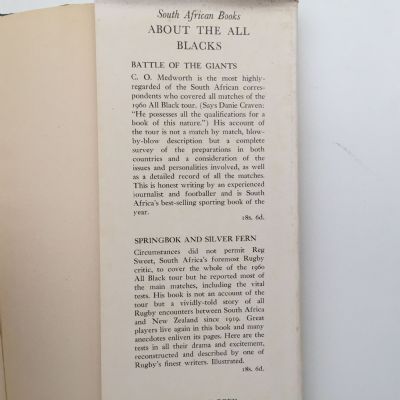 South African Books
ABOUT THE ALL
BLACKS
BATTLE OF THE GIANTS
C. O. Medworth is the most highly-
regarded of the South African corres-
pondents who covered all matches of the
1960 All Black tour. (Says Danie Craven:
"He possesses all the qualifications for a
book of this nature.") His account of
the tour is not a match by match, blow-
by-blow description but a complete
survey of the preparations in both
countries and a consideration of the
issues and personalities involved, as well
as a detailed record of all the matches.
This is honest writing by an experienced
journalist and footballer and is South
Africa's best-selling sporting book of the
year.
18s. 6d.
SPRINGBOK AND SILVER FERN
Circumstances did not permit Reg
Sweet, South Africa's foremost Rugby
critic, to cover the whole of the 1960
All Black tour but he reported most of
the main matches, including the vital
tests. His book is not an account of the
tour but a vividly-told story of all
Rugby encounters between South Africa
and New Zealand since 1919. Great
players live again in this book and many
anecdotes enliven its pages. Here are the
tests in all their drama and excitement,
reconstructed and described by one of
Rugby's finest writers. Illustrated.
18s. 6d.